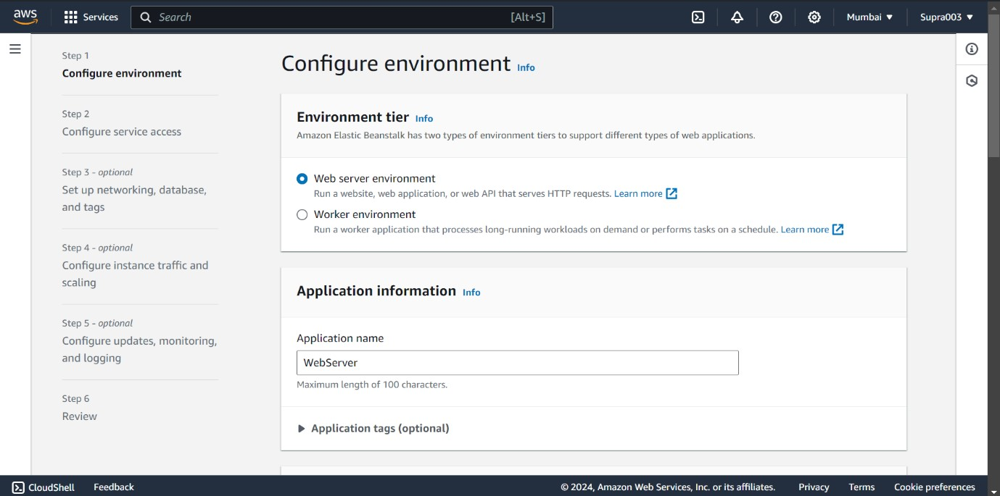 aws Services Search [Alt+S] Mumbai Supra003
Step 1
Configure environment
Step 2
Configure service access
Step 3 - optional
Set up networking, database,
and tags
Step 4 - optional
Configure instance traffic and
scaling
Step 5 - optional
Configure updates, monitoring,
and logging
Step 6
Review
Configure environment Info
Environment tier Info
Amazon Elastic Beanstalk has two types of environment tiers to support different types of web applications.
Web server environment
Run a website, web application, or web API that serves HTTP requests. Learn more
Worker environment
Run a worker application that processes long-running workloads on demand or performs tasks on a schedule. Learn more
Application information Info
Application name
WebServer
Maximum length of 100 characters.
Application tags (optional)
CloudShell Feedback © 2024, Amazon Web Services, Inc. or its affiliates. Privacy Terms Cookie preferences